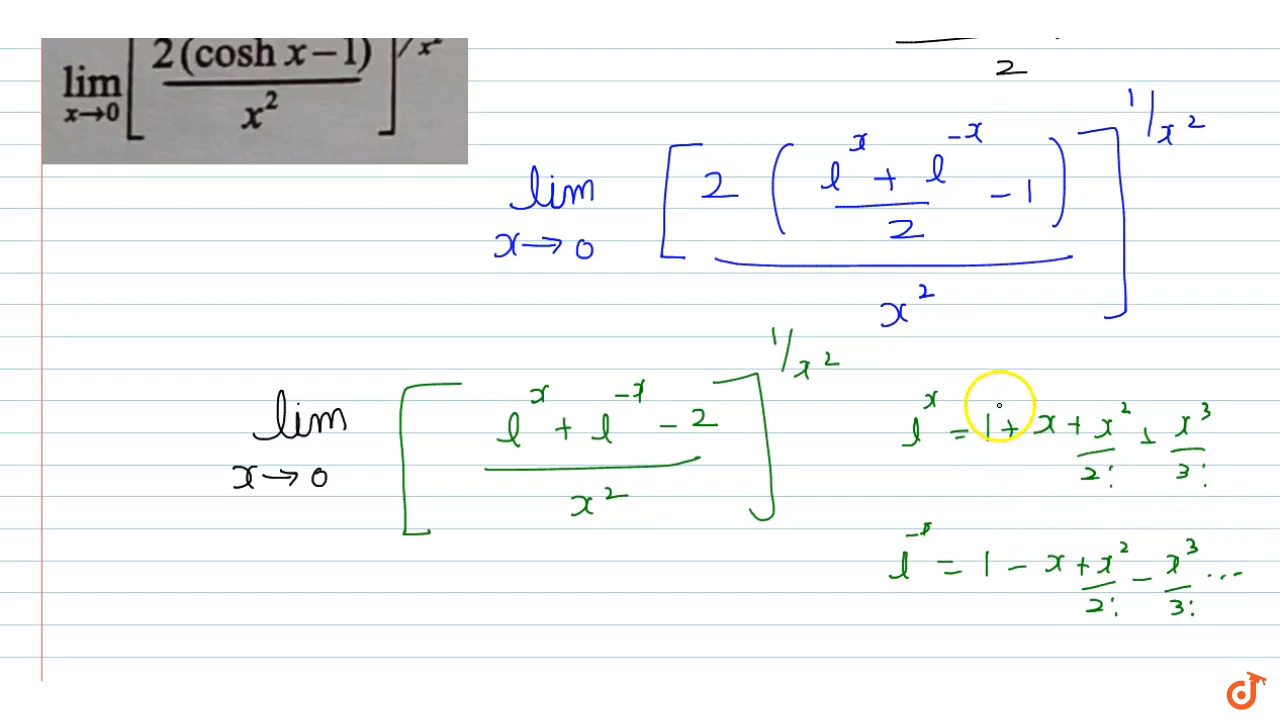 lim x→0 [ 2(cosh x−1) / x² ]^(1/x²)
2
lim x→0 [ 2 ( (e^x + e^−x)/2 − 1 ) / x² ]^(1/x²)
lim x→0 [ (e^x + e^−x − 2) / x² ]^(1/x²)
e^x = 1 + x + x²/2! + x³/3!
e^−x = 1 − x + x²/2! − x³/3! ...